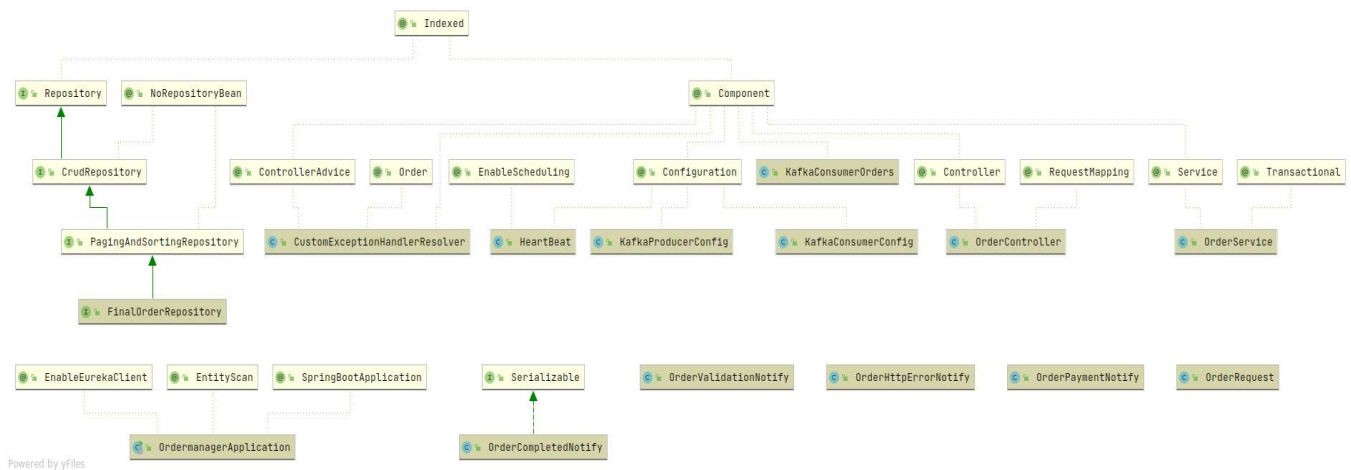 Indexed
Repository
NoRepositoryBean
Component
CrudRepository
ControllerAdvice
Order
EnableScheduling
Configuration
KafkaConsumerOrders
Controller
RequestMapping
Service
Transactional
PagingAndSortingRepository
CustomExceptionHandlerResolver
HeartBeat
KafkaProducerConfig
KafkaConsumerConfig
OrderController
OrderService
FinalOrderRepository
EnableEurekaClient
EntityScan
SpringBootApplication
Serializable
OrderValidationNotify
OrderHttpErrorNotify
OrderPaymentNotify
OrderRequest
OrdermanagerApplication
OrderCompletedNotify
Powered by yFiles